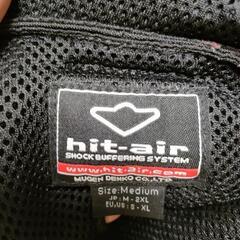 hit-air
SHOCK BUFFERING SYSTEM
www.hit-air.com
MUGEN DENKO CO.,LTD.
Size:Medium
JP : M - 2XL
EU,US : S - XL